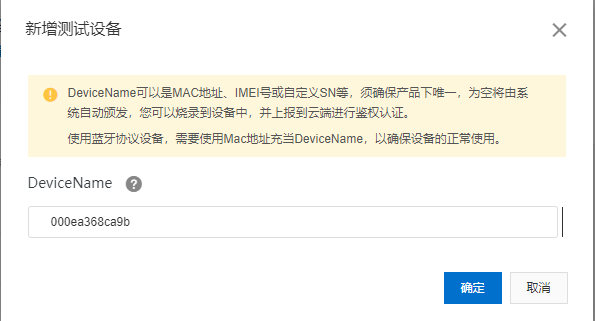 新增测试设备
DeviceName可以是MAC地址、IMEI号或自定义SN等，须确保产品下唯一，为空将由系
统自动颁发，您可以烧录到设备中，并上报到云端进行鉴权认证。
使用蓝牙协议设备，需要使用Mac地址充当DeviceName，以确保设备的正常使用。
DeviceName ?
000ea368ca9b
确定 取消